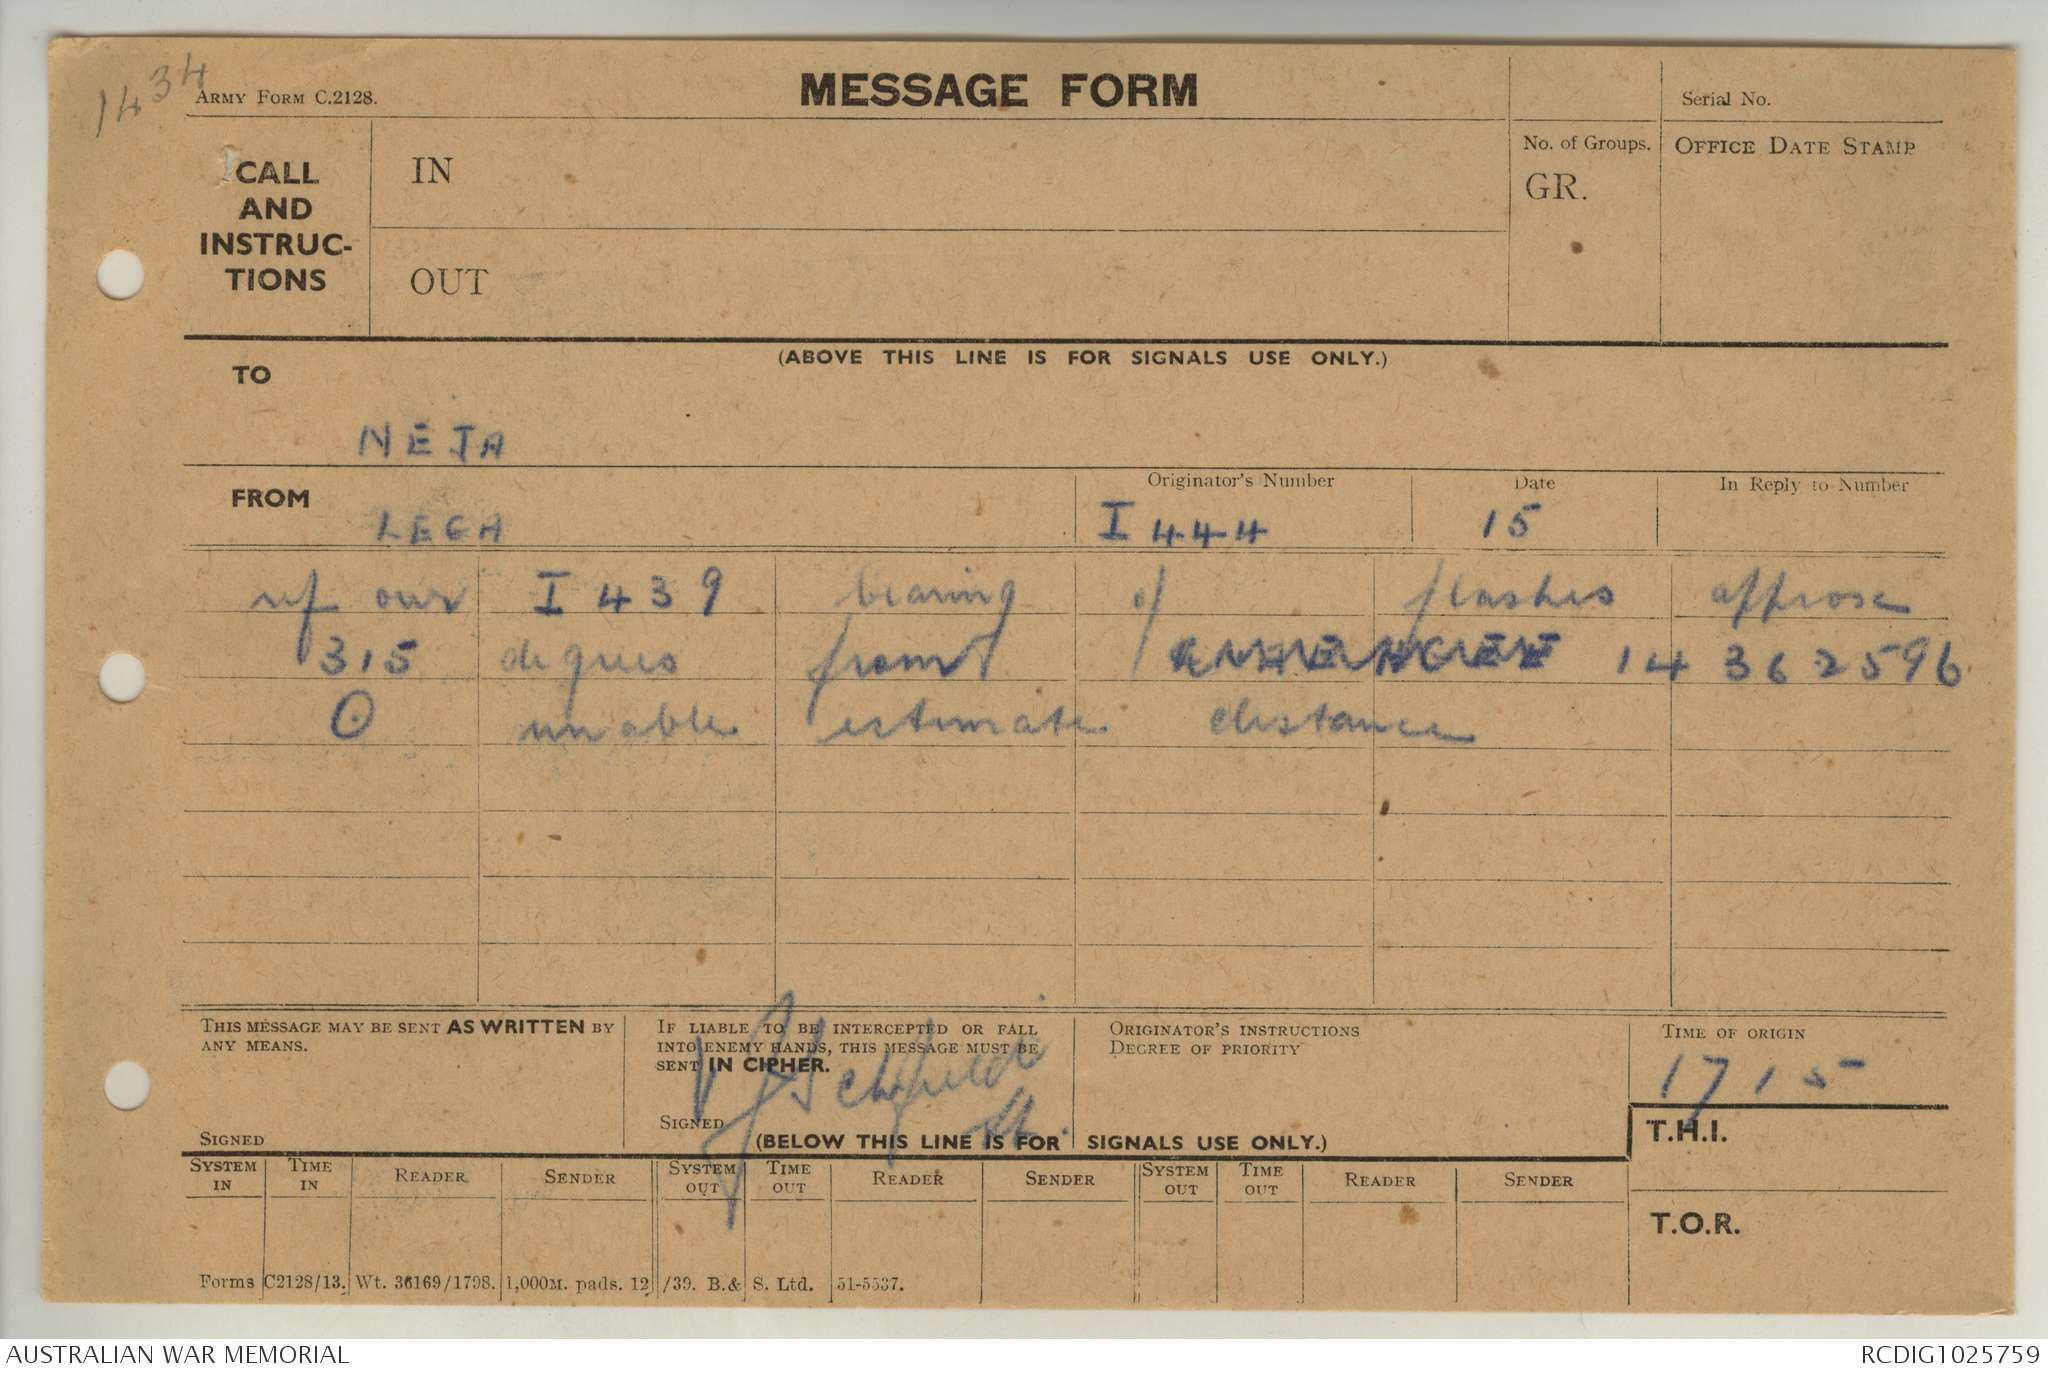 1434
ARMY FORM C.2128.
MESSAGE FORM
Serial No.
CALL
AND
INSTRUC-
TIONS
IN
OUT
No. of Groups.
GR.
OFFICE DATE STAMP
(ABOVE THIS LINE IS FOR SIGNALS USE ONLY.)
TO
NEJA
FROM
LEGA
Originator's Number
I 444
Date
15
In Reply to Number
ref our I 439 bearing of flashes approx
315 degrees from 14362596
O unable estimate distance
THIS MESSAGE MAY BE SENT AS WRITTEN BY
ANY MEANS.
SIGNED
IF LIABLE TO BE INTERCEPTED OR FALL
INTO ENEMY HANDS, THIS MESSAGE MUST BE
SENT IN CIPHER.
SIGNED
Lt.
ORIGINATOR'S INSTRUCTIONS
DEGREE OF PRIORITY
TIME OF ORIGIN
1715
(BELOW THIS LINE IS FOR SIGNALS USE ONLY.)
T.H.I.
T.O.R.
SYSTEM IN TIME IN READER SENDER SYSTEM OUT TIME OUT READER SENDER SYSTEM OUT TIME OUT READER SENDER
Forms C2128/13. Wt. 36169/1798. 1,000M. pads. 12/39. B.& S. Ltd. 51-5537.
AUSTRALIAN WAR MEMORIAL
RCDIG1025759